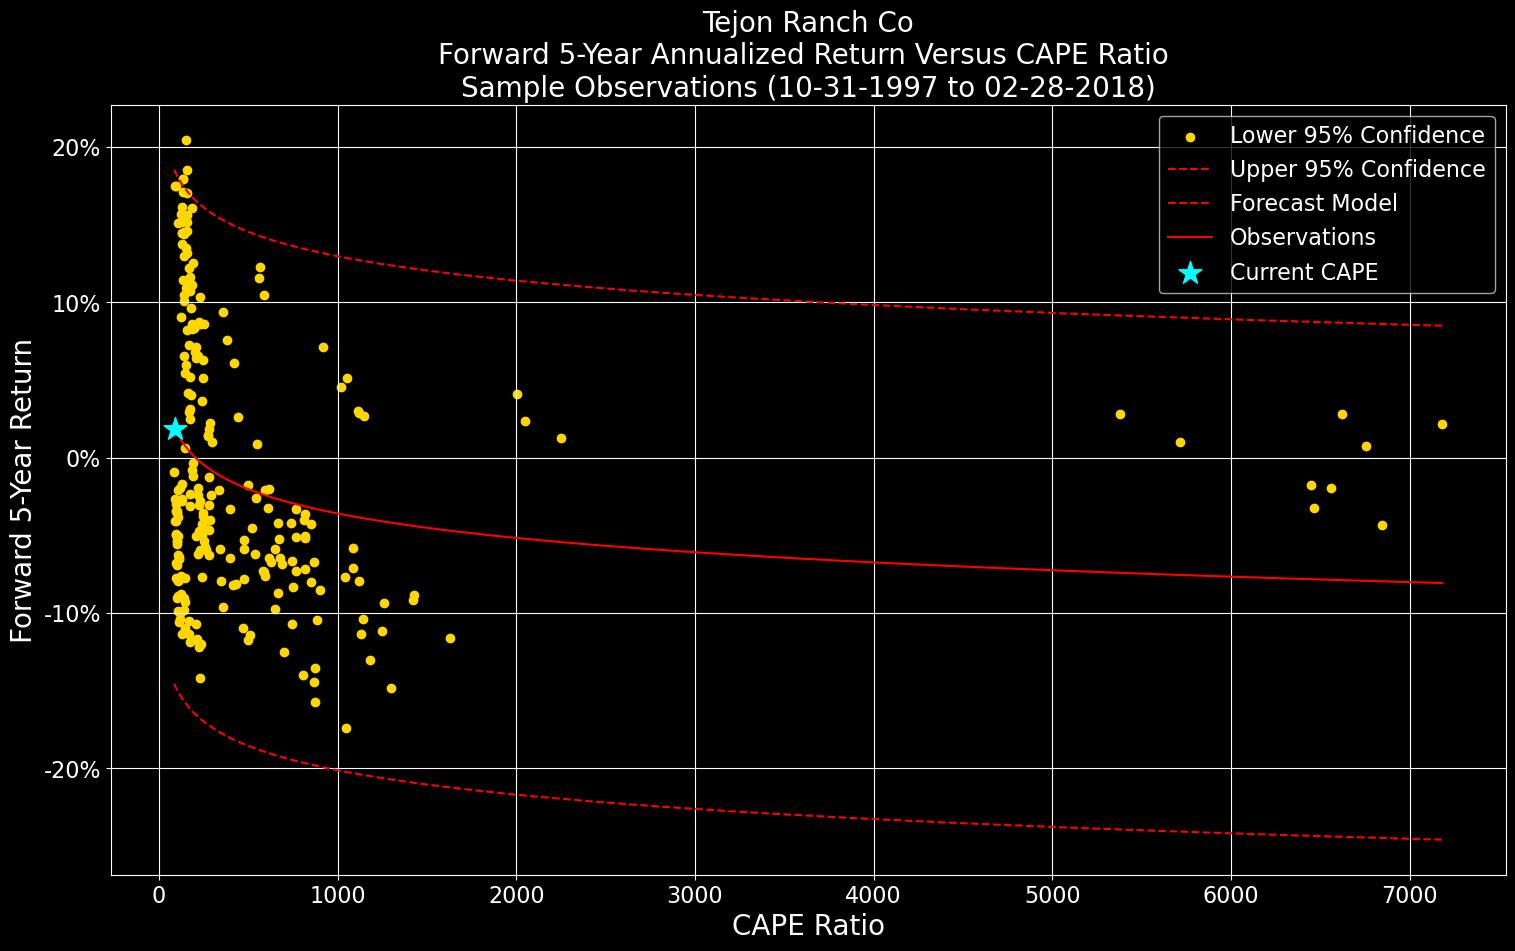 Tejon Ranch Co
Forward 5-Year Annualized Return Versus CAPE Ratio
Sample Observations (10-31-1997 to 02-28-2018)
Lower 95% Confidence
Upper 95% Confidence
Forecast Model
Observations
Current CAPE
Forward 5-Year Return
20%
10%
0%
-10%
-20%
0 1000 2000 3000 4000 5000 6000 7000
CAPE Ratio